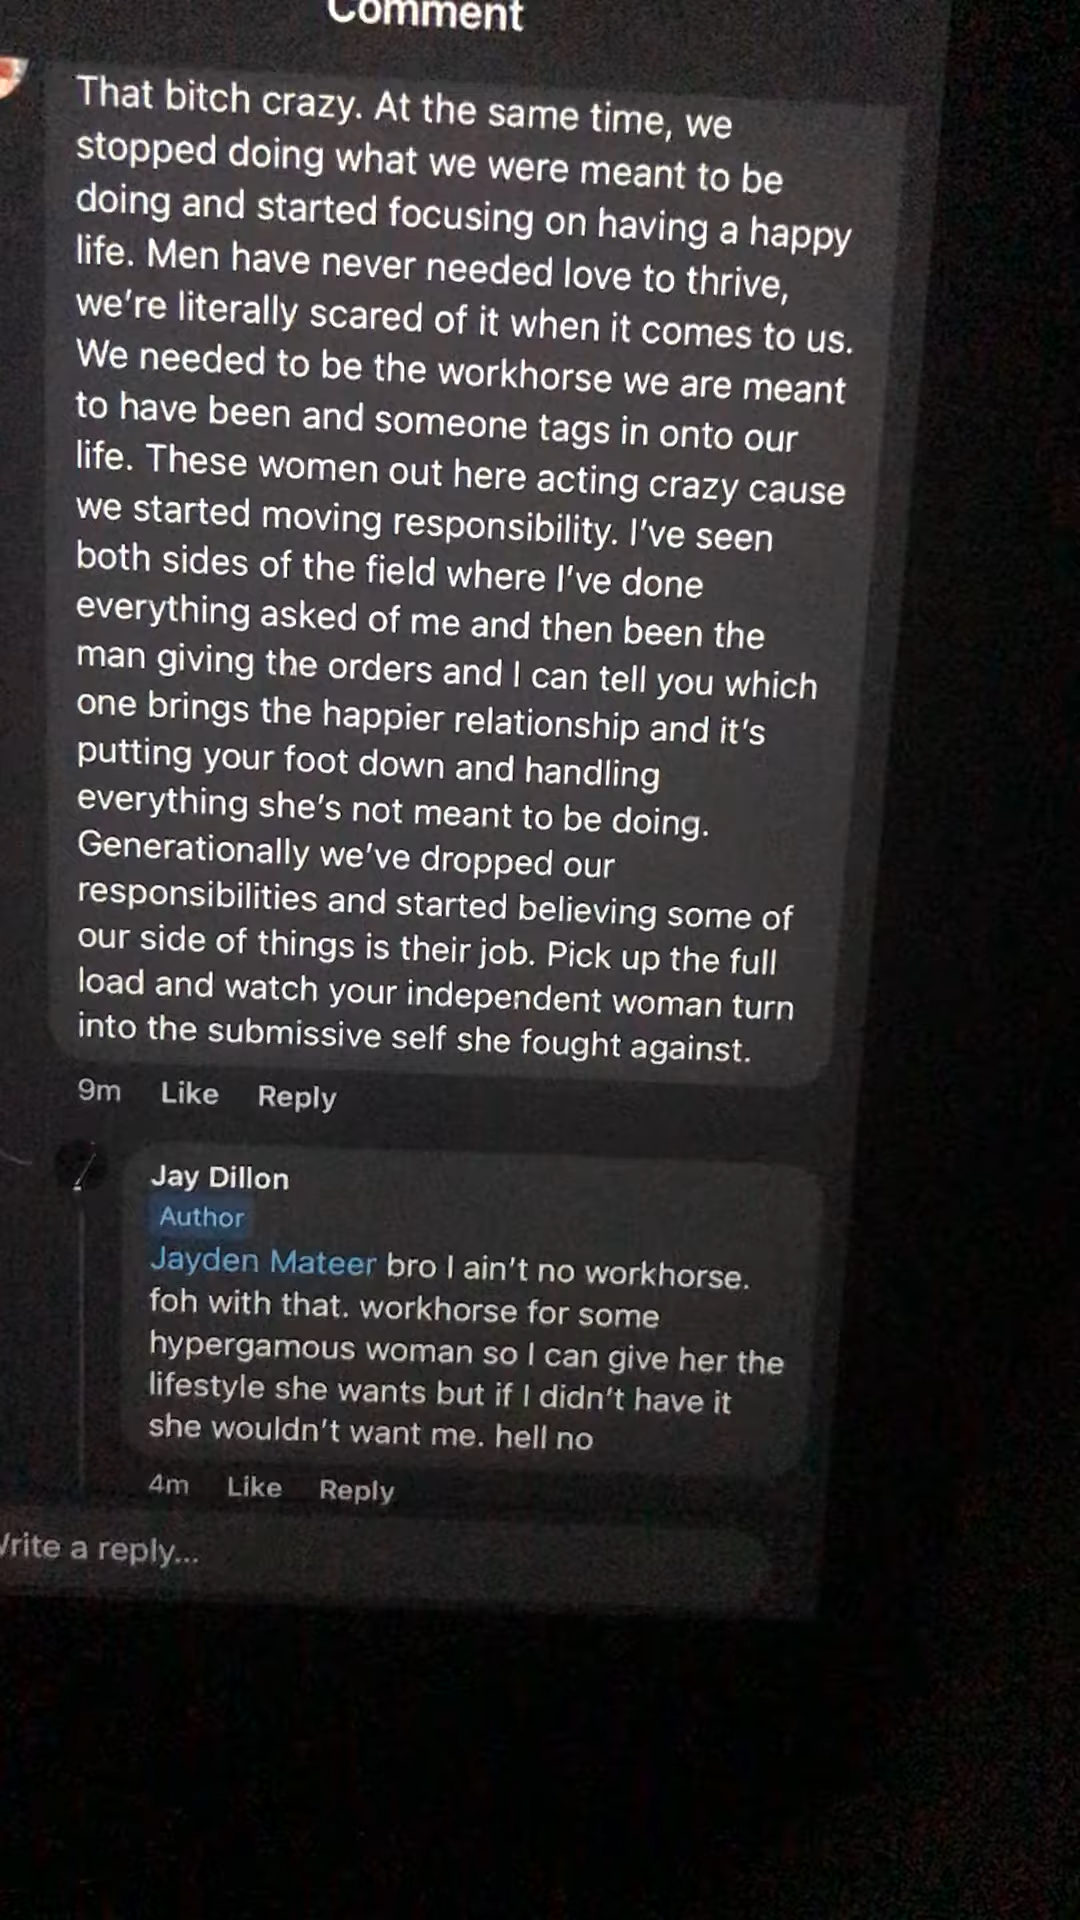 Comment
That bitch crazy. At the same time, we
stopped doing what we were meant to be
doing and started focusing on having a happy
life. Men have never needed love to thrive,
we're literally scared of it when it comes to us.
We needed to be the workhorse we are meant
to have been and someone tags in onto our
life. These women out here acting crazy cause
we started moving responsibility. I've seen
both sides of the field where I've done
everything asked of me and then been the
man giving the orders and I can tell you which
one brings the happier relationship and it's
putting your foot down and handling
everything she's not meant to be doing.
Generationally we've dropped our
responsibilities and started believing some of
our side of things is their job. Pick up the full
load and watch your independent woman turn
into the submissive self she fought against.
9m Like Reply
Jay Dillon
Author
Jayden Mateer bro I ain't no workhorse.
foh with that. workhorse for some
hypergamous woman so I can give her the
lifestyle she wants but if I didn't have it
she wouldn't want me. hell no
4m Like Reply
Write a reply...